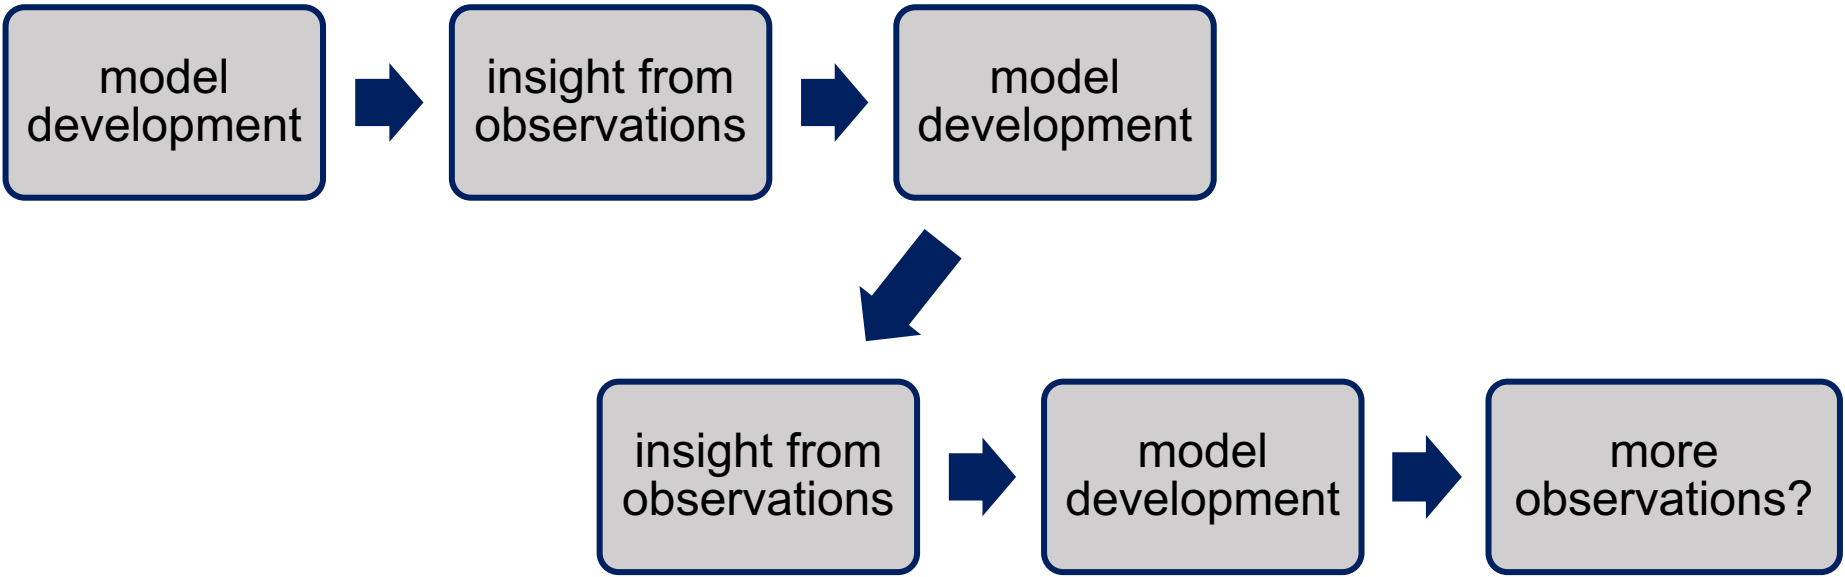 model
development
insight from
observations
model
development
insight from
observations
model
development
more
observations?